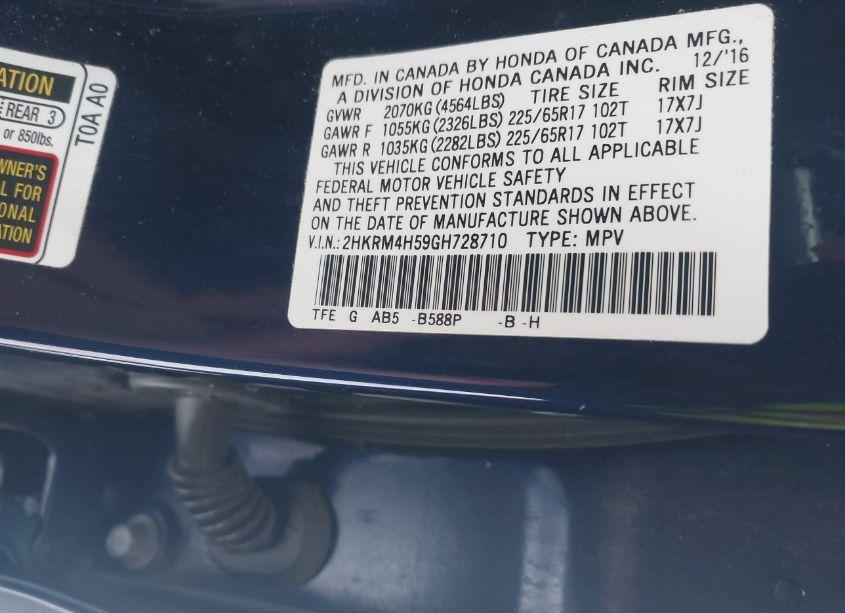 ATION
REAR 3
or 850lbs.
WNER'S
L FOR
IONAL
ATION
T0A A0
MFD. IN CANADA BY HONDA OF CANADA MFG.,
A DIVISION OF HONDA CANADA INC. 12/'16
GVWR 2070KG (4564LBS) TIRE SIZE RIM SIZE
GAWR F 1055KG (2326LBS) 225/65R17 102T 17X7J
GAWR R 1035KG (2282LBS) 225/65R17 102T 17X7J
THIS VEHICLE CONFORMS TO ALL APPLICABLE
FEDERAL MOTOR VEHICLE SAFETY
AND THEFT PREVENTION STANDARDS IN EFFECT
ON THE DATE OF MANUFACTURE SHOWN ABOVE.
V.I.N.: 2HKRM4H59GH728710 TYPE: MPV
TFE G AB5 -B588P -B -H